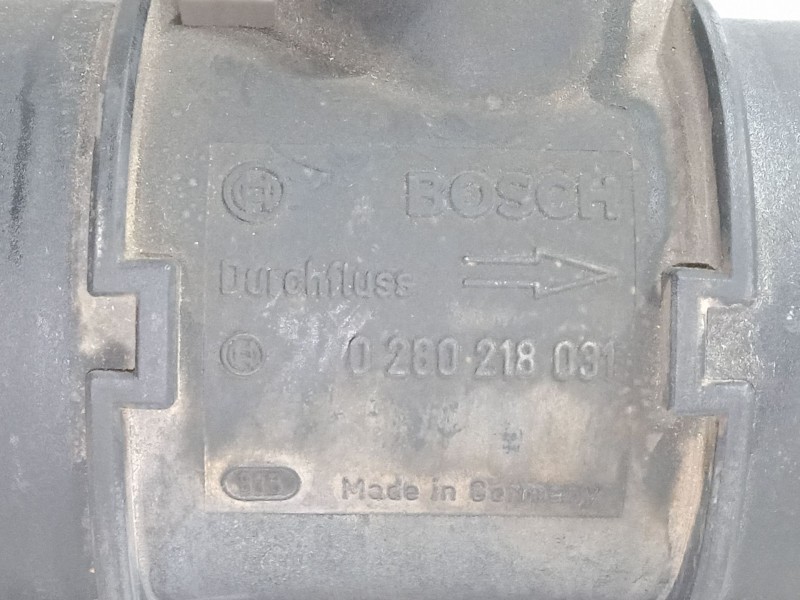 BOSCH
Durchfluss
0 280 218 031
Made in Germany